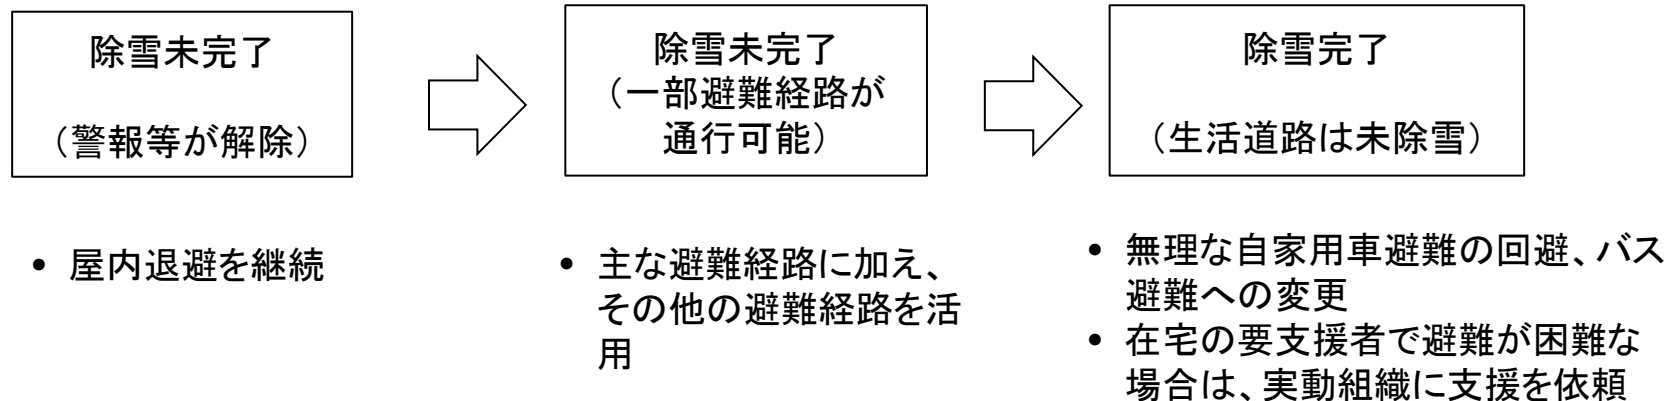 除雪未完了
（警報等が解除）
除雪未完了
（一部避難経路が
通行可能）
除雪完了
（生活道路は未除雪）
• 屋内退避を継続
• 主な避難経路に加え、
その他の避難経路を活
用
• 無理な自家用車避難の回避、バス
避難への変更
• 在宅の要支援者で避難が困難な
場合は、実動組織に支援を依頼